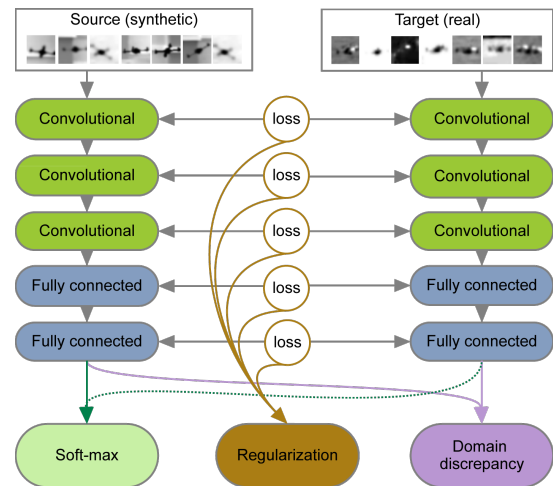 Source (synthetic)
Target (real)
Convolutional
loss
Convolutional
Convolutional
loss
Convolutional
Convolutional
loss
Convolutional
Fully connected
loss
Fully connected
Fully connected
loss
Fully connected
Soft-max
Regularization
Domain
discrepancy